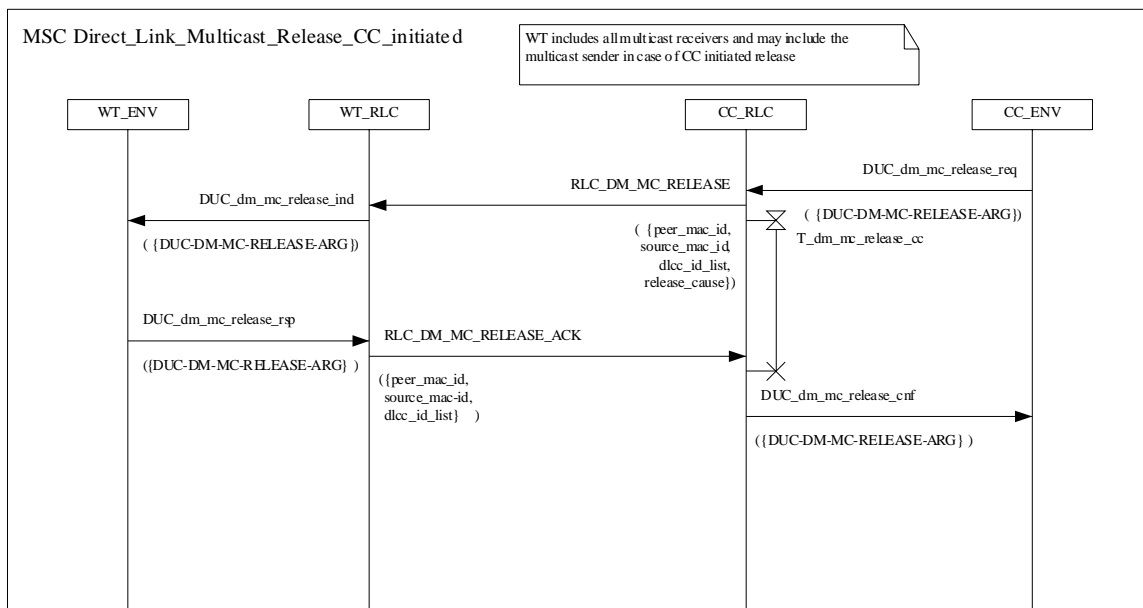 MSC Direct_Link_Multicast_Release_CC_initiated
WT includes all multicast receivers and may include the
multicast sender in case of CC initiated release
WT_ENV
WT_RLC
CC_RLC
CC_ENV
DUC_dm_mc_release_req
RLC_DM_MC_RELEASE
DUC_dm_mc_release_ind
( {DUC-DM-MC-RELEASE-ARG})
( {peer_mac_id,
source_mac_id,
dlcc_id_list,
release_cause})
T_dm_mc_release_cc
( {DUC-DM-MC-RELEASE-ARG})
DUC_dm_mc_release_rsp
RLC_DM_MC_RELEASE_ACK
({DUC-DM-MC-RELEASE-ARG} )
({peer_mac_id,
source_mac-id,
dlcc_id_list} )
DUC_dm_mc_release_cnf
({DUC-DM-MC-RELEASE-ARG} )